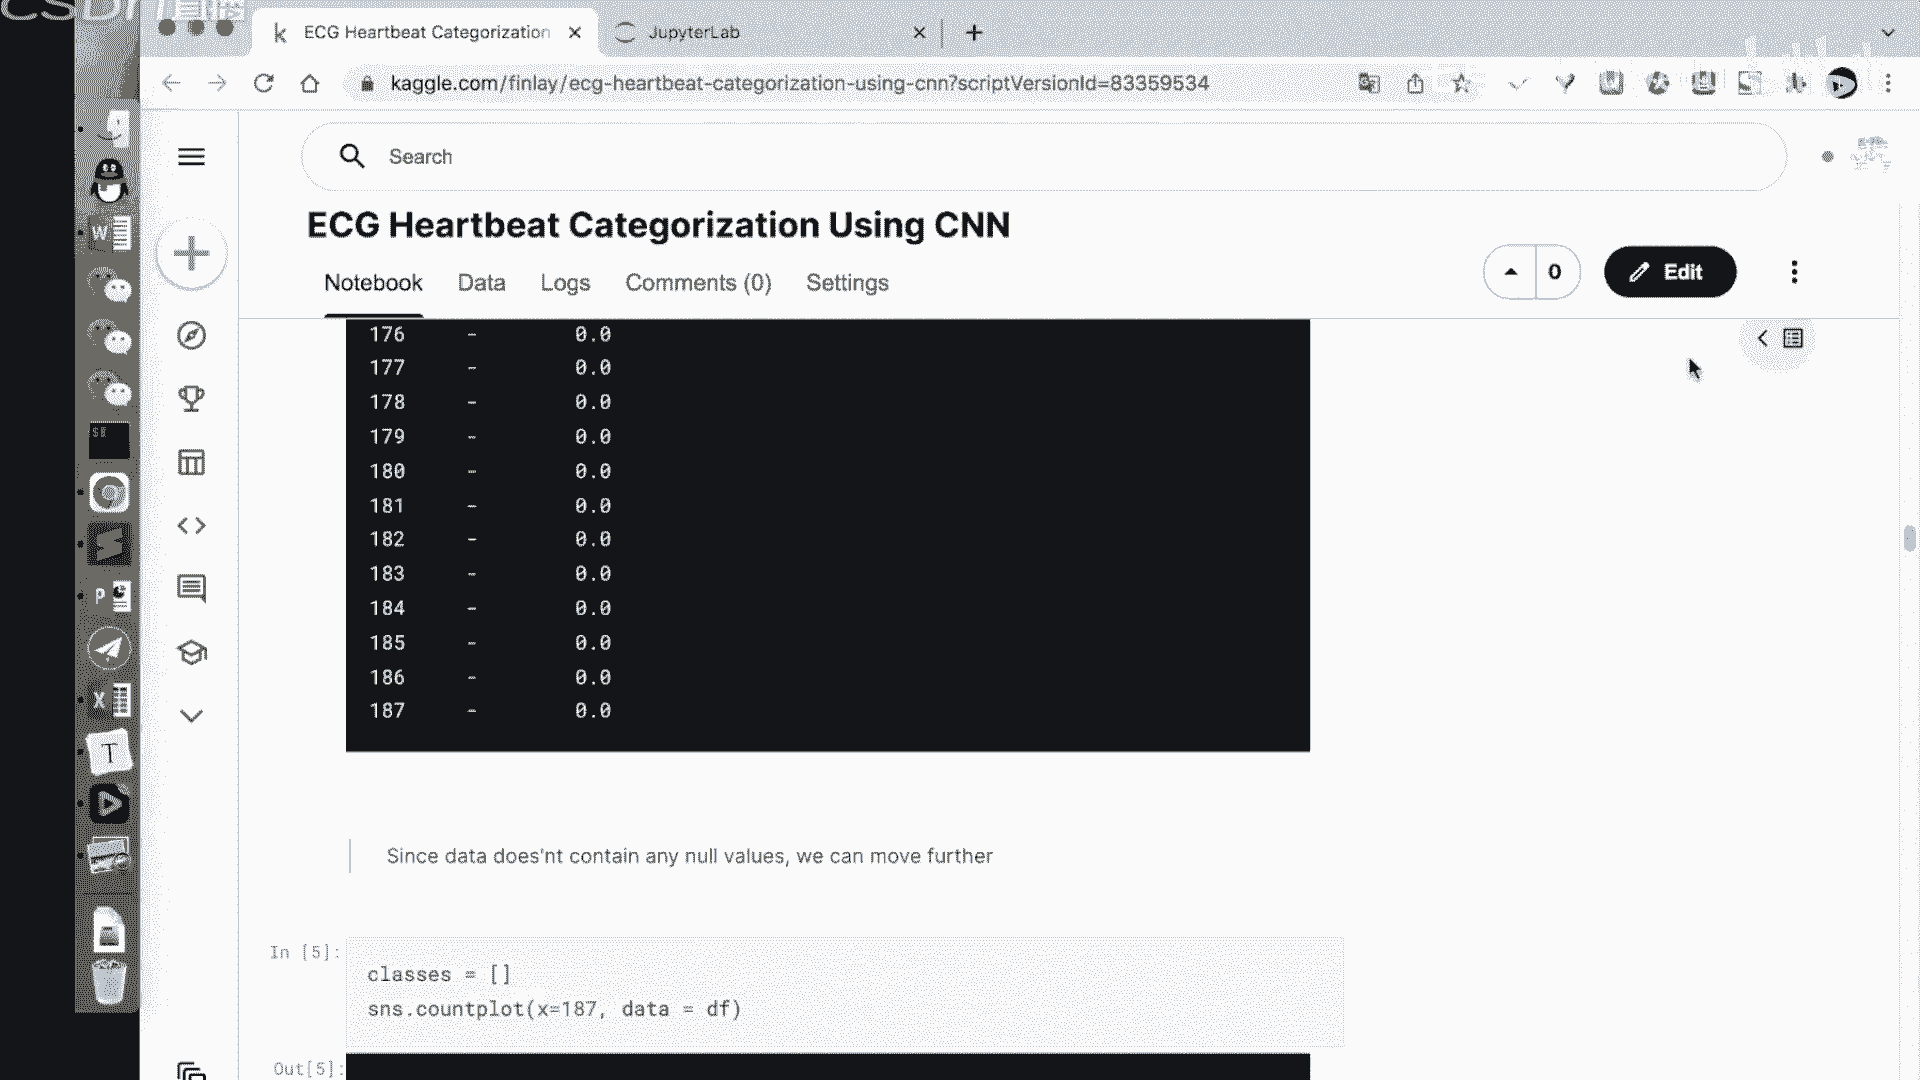 CSDN
ECG Heartbeat Categorization
JupyterLab
kaggle.com/finlay/ecg-heartbeat-categorization-using-cnn?scriptVersionId=83359534
Search
ECG Heartbeat Categorization Using CNN
Notebook Data Logs Comments (0) Settings
0 Edit
176 - 0.0
177 - 0.0
178 - 0.0
179 - 0.0
180 - 0.0
181 - 0.0
182 - 0.0
183 - 0.0
184 - 0.0
185 - 0.0
186 - 0.0
187 - 0.0
Since data does'nt contain any null values, we can move further
In [5]:
classes = []
sns.countplot(x=187, data = df)
Out[5]: